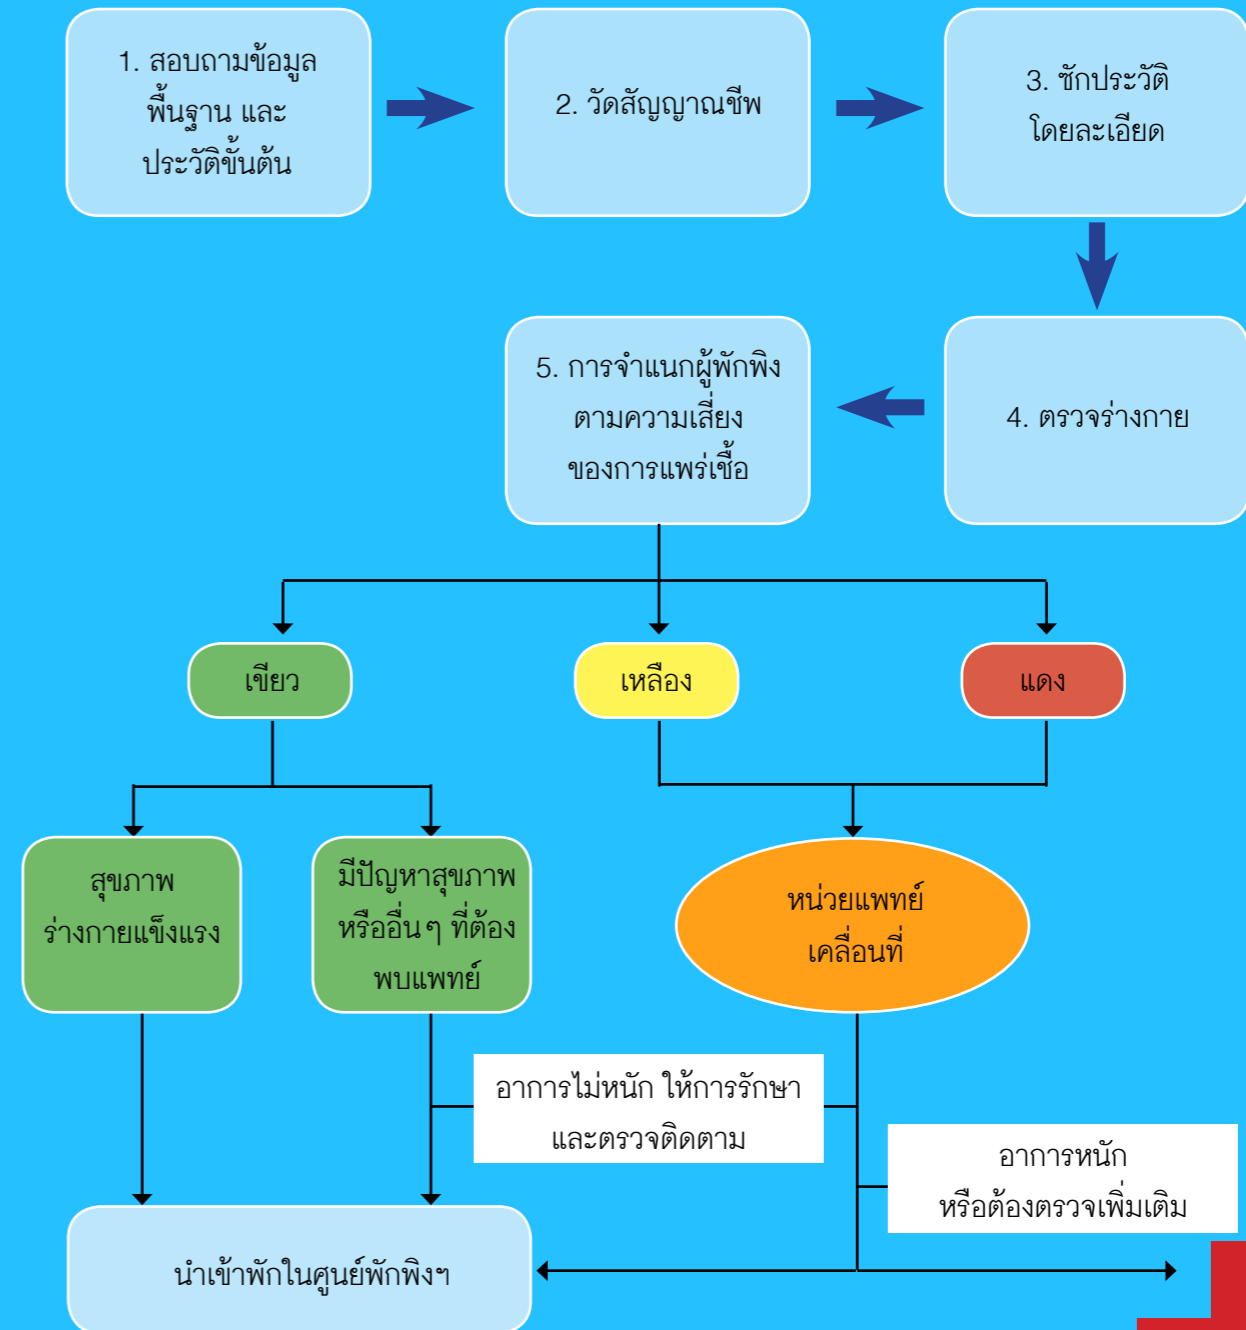 1. สอบถามข้อมูล
พื้นฐาน และ
ประวัติขั้นต้น
2. วัดสัญญาณชีพ
3. ซักประวัติ
โดยละเอียด
4. ตรวจร่างกาย
5. การจำแนกผู้พักพิง
ตามความเสี่ยง
ของการแพร่เชื้อ
เขียว
เหลือง
แดง
สุขภาพ
ร่างกายแข็งแรง
มีปัญหาสุขภาพ
หรืออื่นๆ ที่ต้อง
พบแพทย์
หน่วยแพทย์
เคลื่อนที่
อาการไม่หนัก ให้การรักษา
และตรวจติดตาม
อาการหนัก
หรือต้องตรวจเพิ่มเติม
นำเข้าพักในศูนย์พักพิงฯ